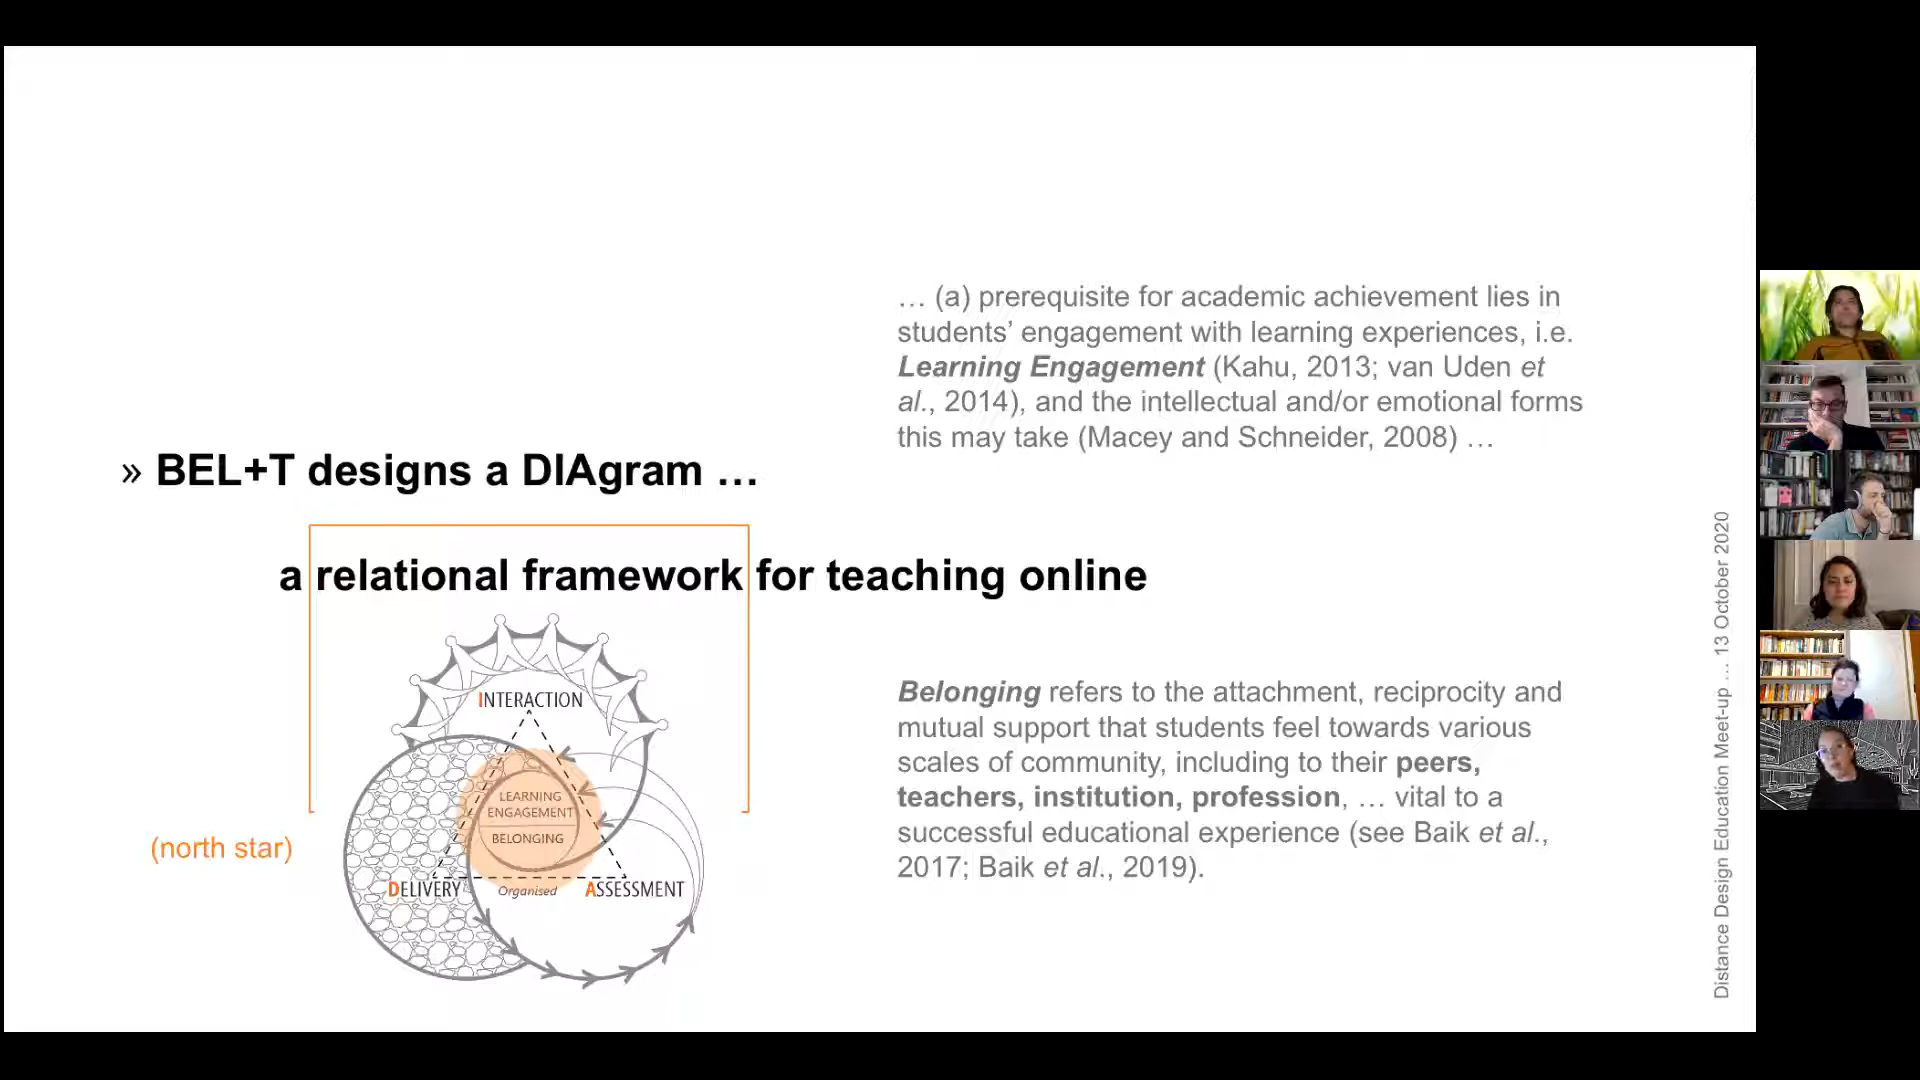 … (a) prerequisite for academic achievement lies in
students’ engagement with learning experiences, i.e.
Learning Engagement (Kahu, 2013; van Uden et
al., 2014), and the intellectual and/or emotional forms
this may take (Macey and Schneider, 2008) …
» BEL+T designs a DIAgram …
a relational framework for teaching online
INTERACTION
LEARNING
ENGAGEMENT
BELONGING
(north star)
DELIVERY
Organised
ASSESSMENT
Belonging refers to the attachment, reciprocity and
mutual support that students feel towards various
scales of community, including to their peers,
teachers, institution, profession, … vital to a
successful educational experience (see Baik et al.,
2017; Baik et al., 2019).
Distance Design Education Meet-up … 13 October 2020